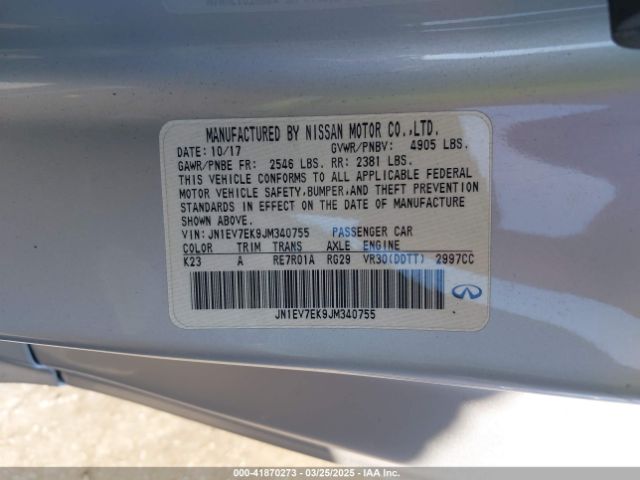 MANUFACTURED BY NISSAN MOTOR CO.,LTD.
DATE: 10/17 GVWR/PNBV: 4905 LBS.
GAWR/PNBE FR: 2546 LBS. RR: 2381 LBS.
THIS VEHICLE CONFORMS TO ALL APPLICABLE FEDERAL
MOTOR VEHICLE SAFETY,BUMPER,AND THEFT PREVENTION
STANDARDS IN EFFECT ON THE DATE OF MANUFACTURE
SHOWN ABOVE.
VIN: JN1EV7EK9JM340755 PASSENGER CAR
COLOR TRIM TRANS AXLE ENGINE
K23 A RE7R01A RG29 VR30(DDTT) 2997CC
JN1EV7EK9JM340755
000-41870273 - 03/25/2025 - IAA Inc.